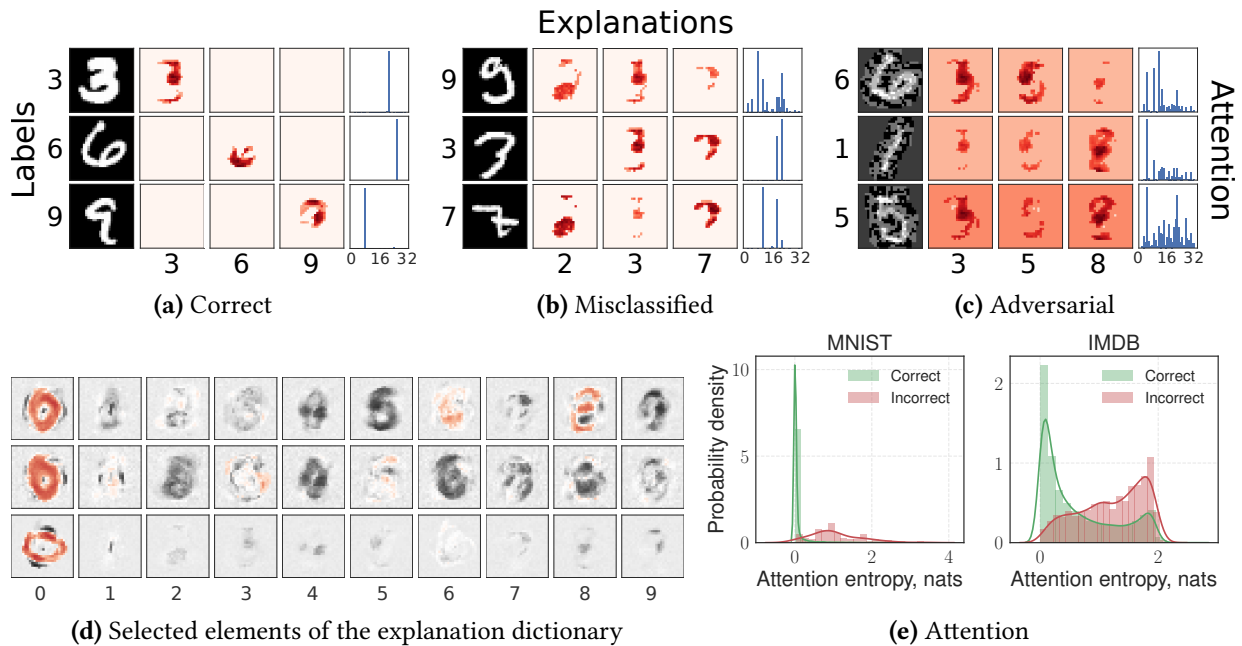 Explanations
Labels
3
6
9
3 6 9
0 16 32
(a) Correct
9
3
7
2 3 7
0 16 32
(b) Misclassified
6
1
5
3 5 8
0 16 32
(c) Adversarial
Attention
0 1 2 3 4 5 6 7 8 9
(d) Selected elements of the explanation dictionary
MNIST
Probability density
10
5
0
Correct
Incorrect
0 2 4
Attention entropy, nats
IMDB
2
1
0
Correct
Incorrect
0 2
Attention entropy, nats
(e) Attention